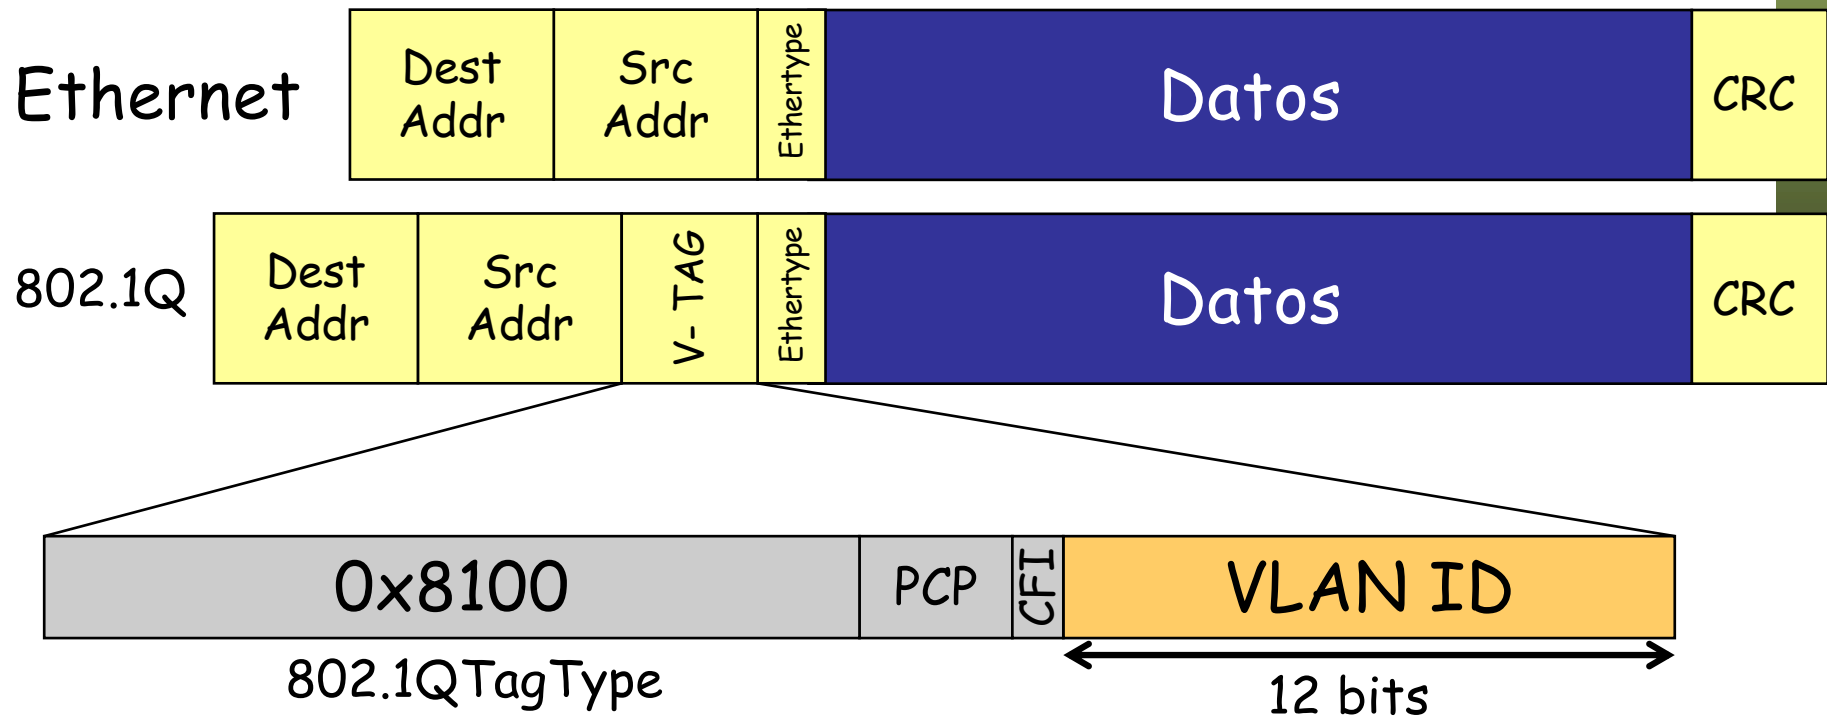 Ethernet
Dest
Addr
Src
Addr
Ethertype
Datos
CRC
802.1Q
Dest
Addr
Src
Addr
V- TAG
Ethertype
Datos
CRC
0x8100
PCP
CFI
VLAN ID
802.1QTagType
12 bits